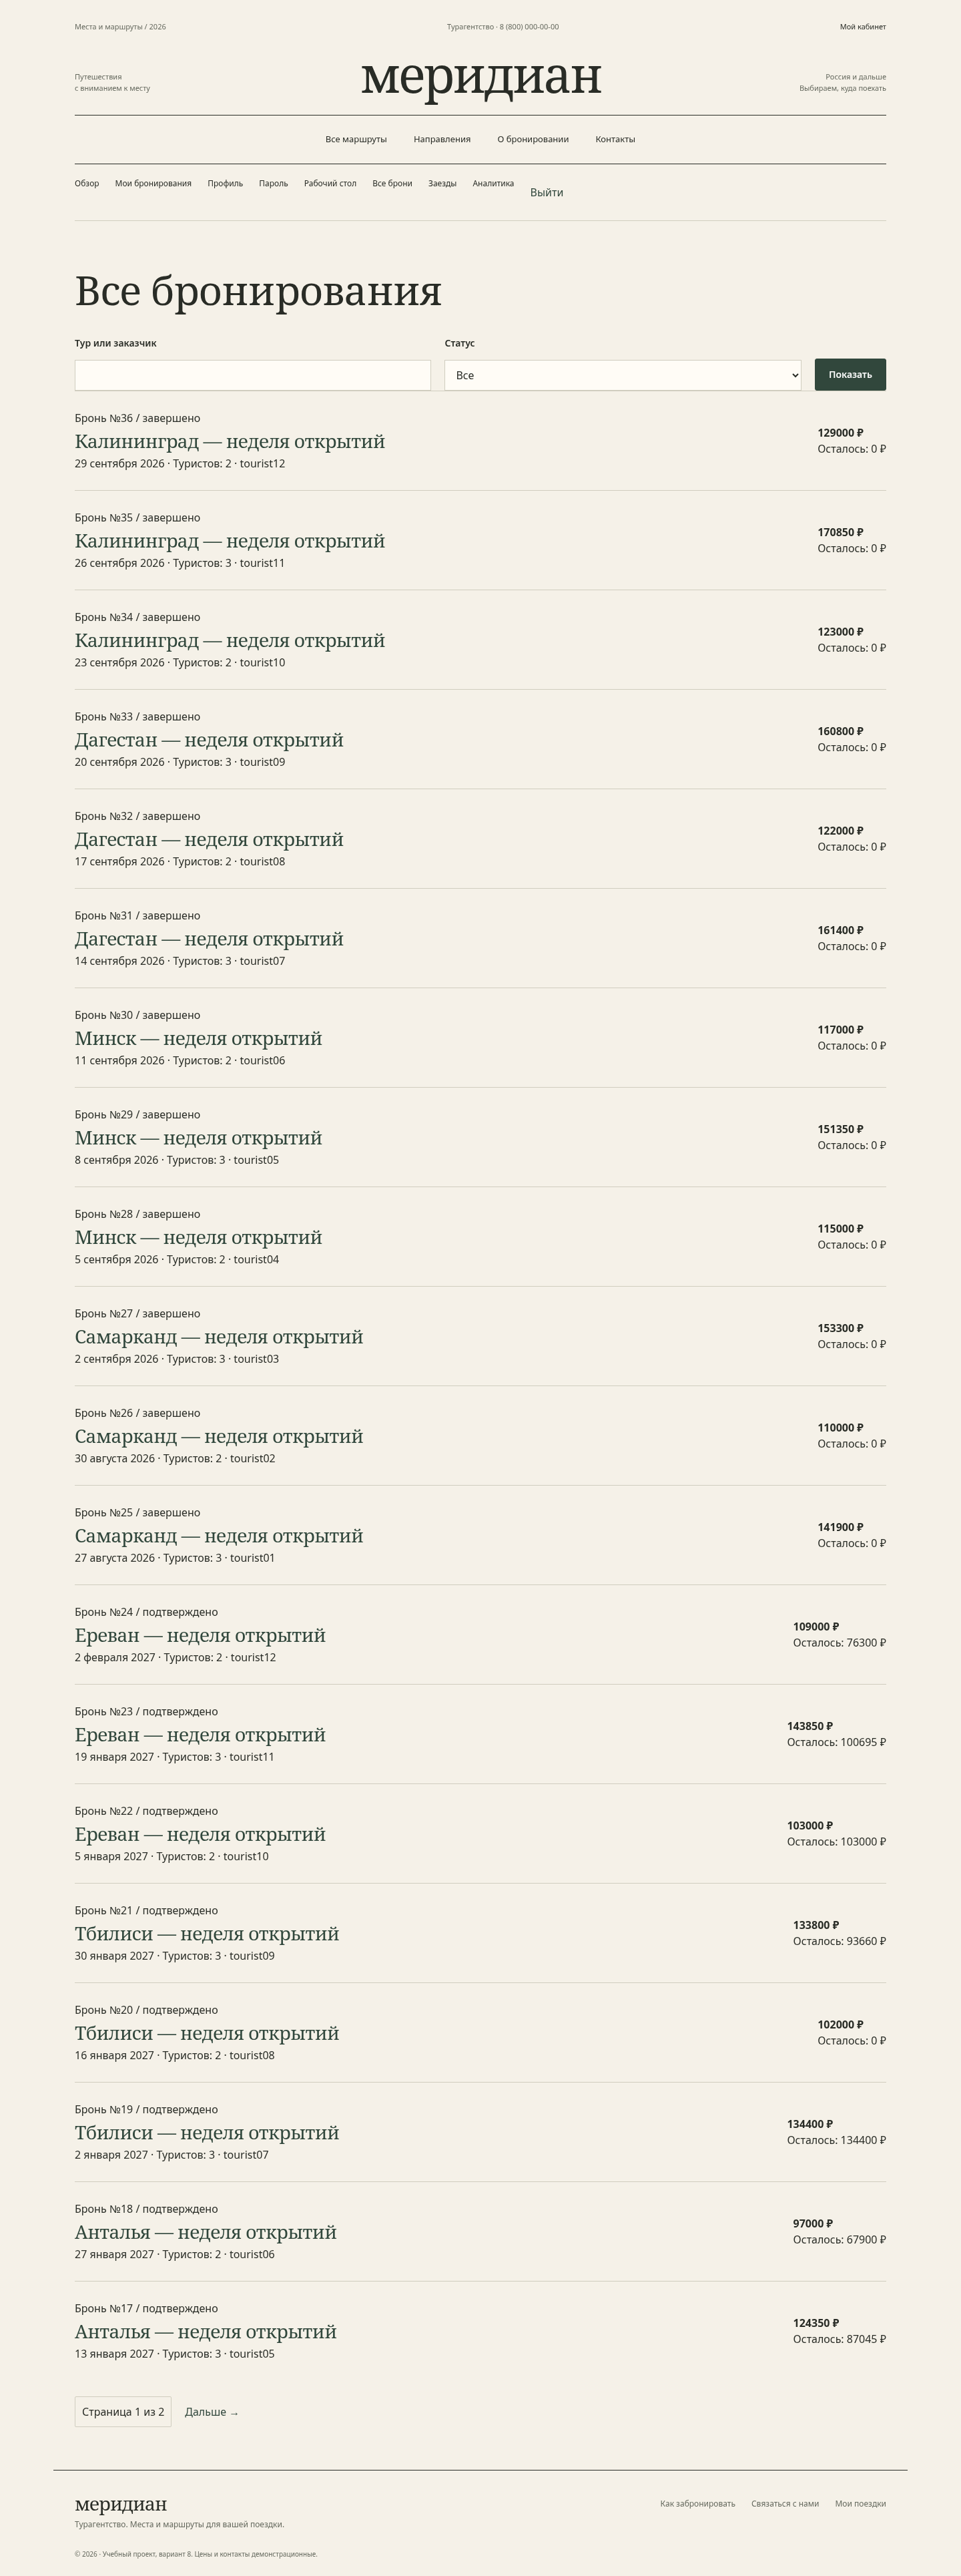 Места и маршруты / 2026
Турагентство · 8 (800) 000-00-00
Мой кабинет
Путешествия
с вниманием к месту
меридиан
Россия и дальше
Выбираем, куда поехать
Все маршруты Направления О бронировании Контакты
Обзор Мои бронирования Профиль Пароль Рабочий стол Все брони Заезды Аналитика Выйти
Все бронирования
Тур или заказчик
Статус
Все
Показать
Бронь №36 / завершено
Калининград — неделя открытий
29 сентября 2026 · Туристов: 2 · tourist12
129000 ₽
Осталось: 0 ₽
Бронь №35 / завершено
Калининград — неделя открытий
26 сентября 2026 · Туристов: 3 · tourist11
170850 ₽
Осталось: 0 ₽
Бронь №34 / завершено
Калининград — неделя открытий
23 сентября 2026 · Туристов: 2 · tourist10
123000 ₽
Осталось: 0 ₽
Бронь №33 / завершено
Дагестан — неделя открытий
20 сентября 2026 · Туристов: 3 · tourist09
160800 ₽
Осталось: 0 ₽
Бронь №32 / завершено
Дагестан — неделя открытий
17 сентября 2026 · Туристов: 2 · tourist08
122000 ₽
Осталось: 0 ₽
Бронь №31 / завершено
Дагестан — неделя открытий
14 сентября 2026 · Туристов: 3 · tourist07
161400 ₽
Осталось: 0 ₽
Бронь №30 / завершено
Минск — неделя открытий
11 сентября 2026 · Туристов: 2 · tourist06
117000 ₽
Осталось: 0 ₽
Бронь №29 / завершено
Минск — неделя открытий
8 сентября 2026 · Туристов: 3 · tourist05
151350 ₽
Осталось: 0 ₽
Бронь №28 / завершено
Минск — неделя открытий
5 сентября 2026 · Туристов: 2 · tourist04
115000 ₽
Осталось: 0 ₽
Бронь №27 / завершено
Самарканд — неделя открытий
2 сентября 2026 · Туристов: 3 · tourist03
153300 ₽
Осталось: 0 ₽
Бронь №26 / завершено
Самарканд — неделя открытий
30 августа 2026 · Туристов: 2 · tourist02
110000 ₽
Осталось: 0 ₽
Бронь №25 / завершено
Самарканд — неделя открытий
27 августа 2026 · Туристов: 3 · tourist01
141900 ₽
Осталось: 0 ₽
Бронь №24 / подтверждено
Ереван — неделя открытий
2 февраля 2027 · Туристов: 2 · tourist12
109000 ₽
Осталось: 76300 ₽
Бронь №23 / подтверждено
Ереван — неделя открытий
19 января 2027 · Туристов: 3 · tourist11
143850 ₽
Осталось: 100695 ₽
Бронь №22 / подтверждено
Ереван — неделя открытий
5 января 2027 · Туристов: 2 · tourist10
103000 ₽
Осталось: 103000 ₽
Бронь №21 / подтверждено
Тбилиси — неделя открытий
30 января 2027 · Туристов: 3 · tourist09
133800 ₽
Осталось: 93660 ₽
Бронь №20 / подтверждено
Тбилиси — неделя открытий
16 января 2027 · Туристов: 2 · tourist08
102000 ₽
Осталось: 0 ₽
Бронь №19 / подтверждено
Тбилиси — неделя открытий
2 января 2027 · Туристов: 3 · tourist07
134400 ₽
Осталось: 134400 ₽
Бронь №18 / подтверждено
Анталья — неделя открытий
27 января 2027 · Туристов: 2 · tourist06
97000 ₽
Осталось: 67900 ₽
Бронь №17 / подтверждено
Анталья — неделя открытий
13 января 2027 · Туристов: 3 · tourist05
124350 ₽
Осталось: 87045 ₽
Страница 1 из 2 Дальше →
меридиан
Турагентство. Места и маршруты для вашей поездки.
Как забронировать Связаться с нами Мои поездки
© 2026 · Учебный проект, вариант 8. Цены и контакты демонстрационные.